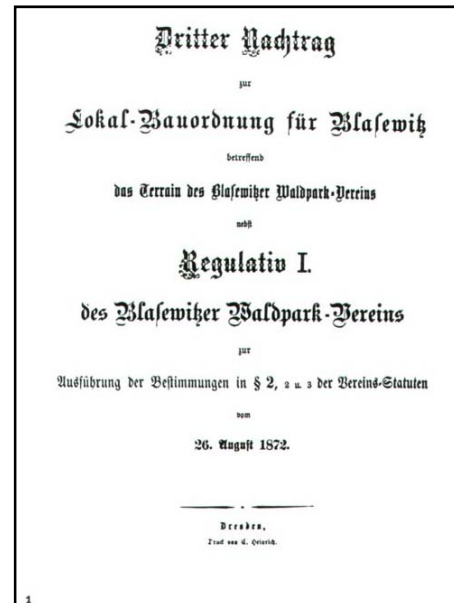 Dritter Nachtrag
zur
Lokal-Bauordnung für Blasewitz
betreffend
das Terrain des Blasewitzer Waldpark-Vereins
nebst
Regulativ I.
des Blasewitzer Waldpark-Vereins
zur
Ausführung der Bestimmungen in § 2, 2 u. 3 der Vereins-Statuten
vom
26. August 1872.
Dresden,
Druck von C. Heinrich.
1